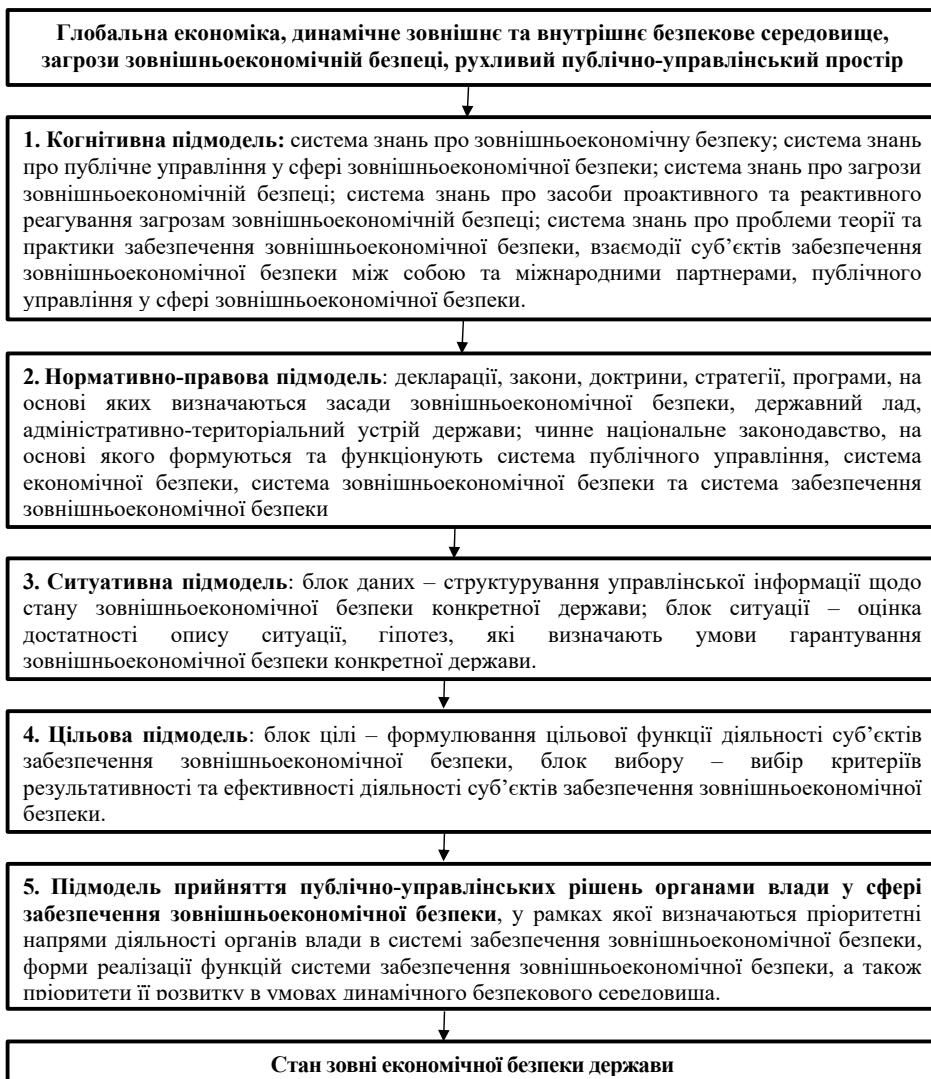 Глобальна економіка, динамічне зовнішнє та внутрішнє безпекове середовище,
загрози зовнішньоекономічній безпеці, рухливий публічно-управлінський простір
1. Когнітивна підмодель: система знань про зовнішньоекономічну безпеку; система знань
про публічне управління у сфері зовнішньоекономічної безпеки; система знань про загрози
зовнішньоекономічній безпеці; система знань про засоби проактивного та реактивного
реагування загрозам зовнішньоекономічній безпеці; система знань про проблеми теорії та
практики забезпечення зовнішньоекономічної безпеки, взаємодії суб’єктів забезпечення
зовнішньоекономічної безпеки між собою та міжнародними партнерами, публічного
управління у сфері зовнішньоекономічної безпеки.
2. Нормативно-правова підмодель: декларації, закони, доктрини, стратегії, програми, на
основі яких визначаються засади зовнішньоекономічної безпеки, державний лад,
адміністративно-територіальний устрій держави; чинне національне законодавство, на
основі якого формуються та функціонують система публічного управління, система
економічної безпеки, система зовнішньоекономічної безпеки та система забезпечення
зовнішньоекономічної безпеки
3. Ситуативна підмодель: блок даних – структурування управлінської інформації щодо
стану зовнішньоекономічної безпеки конкретної держави; блок ситуації – оцінка
достатності опису ситуації, гіпотез, які визначають умови гарантування
зовнішньоекономічної безпеки конкретної держави.
4. Цільова підмодель: блок цілі – формулювання цільової функції діяльності суб’єктів
забезпечення зовнішньоекономічної безпеки, блок вибору – вибір критеріїв
результативності та ефективності діяльності суб’єктів забезпечення зовнішньоекономічної
безпеки.
5. Підмодель прийняття публічно-управлінських рішень органами влади у сфері
забезпечення зовнішньоекономічної безпеки, у рамках якої визначаються пріоритетні
напрями діяльності органів влади в системі забезпечення зовнішньоекономічної безпеки,
форми реалізації функцій системи забезпечення зовнішньоекономічної безпеки, а також
пріоритети її розвитку в умовах динамічного безпекового середовища.
Стан зовні економічної безпеки держави